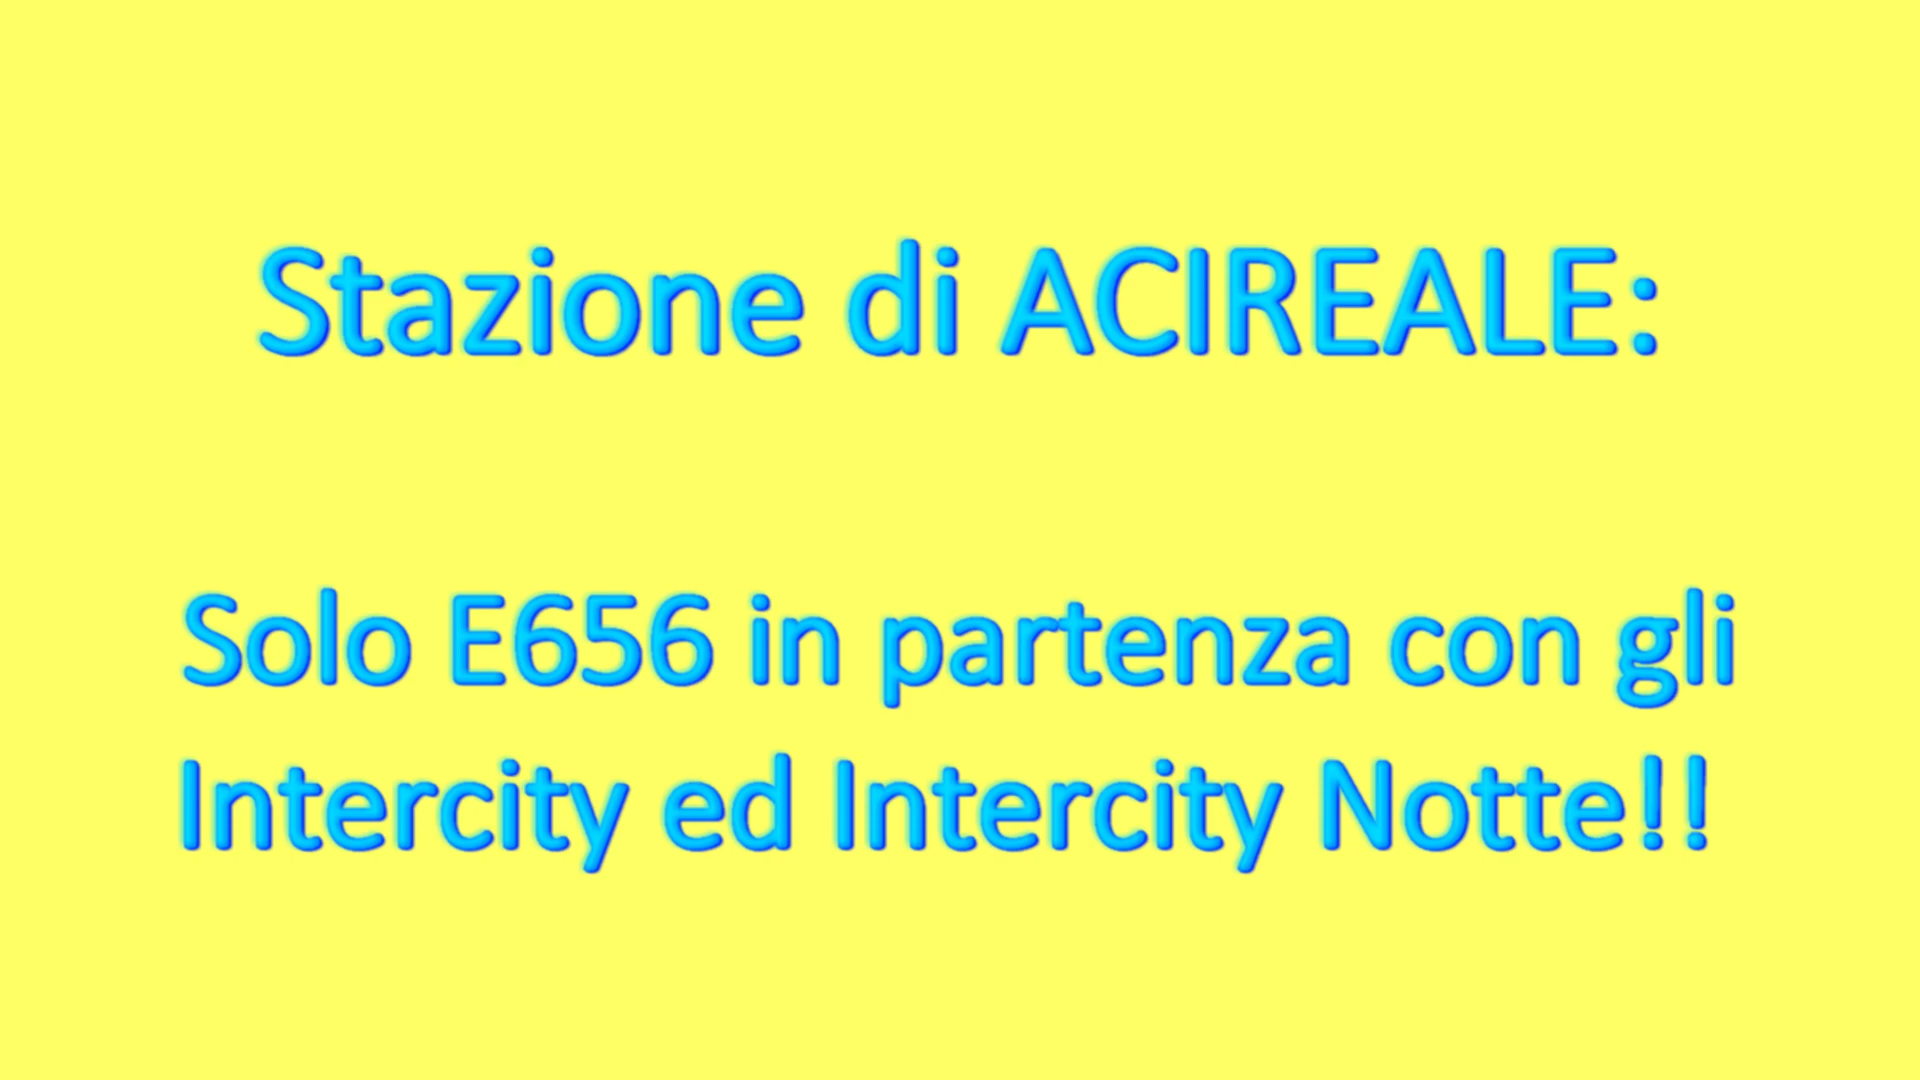 Stazione di ACIREALE:
Solo E656 in partenza con gli
Intercity ed Intercity Notte!!